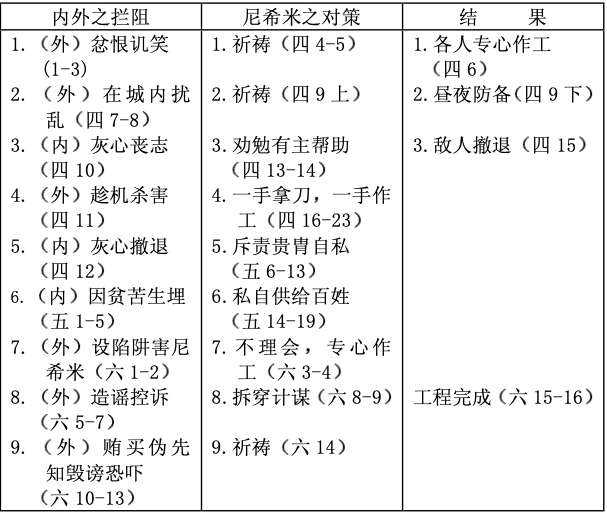 内外之拦阻
尼希米之对策
结 果
1.（外）忿恨讥笑
(1-3)
2.（外）在城内扰
乱（四 7-8）
3.（内）灰心丧志
（四 10）
4.（外）趁机杀害
（四 11）
5.（内）灰心撤退
（四 12）
6.（内）因贫苦生埋
（五 1-5）
7.（外）设陷阱害尼
希米（六 1-2）
8.（外）造谣控诉
（六 5-7）
9.（外）贿买伪先
知毁谤恐吓
（六 10-13）
1.祈祷（四 4-5）
2.祈祷（四 9 上）
3.劝勉有主帮助
（四 13-14）
4.一手拿刀，一手作
工（四 16-23）
5.斥责贵胄自私
（五 6-13）
6.私自供给百姓
（五 14-19）
7.不理会，专心作
工（六 3-4）
8.拆穿计谋（六 8-9）
9.祈祷（六 14）
1.各人专心作工
（四 6）
2.昼夜防备（四 9 下）
3.敌人撤退（四 15）
工程完成（六 15-16）